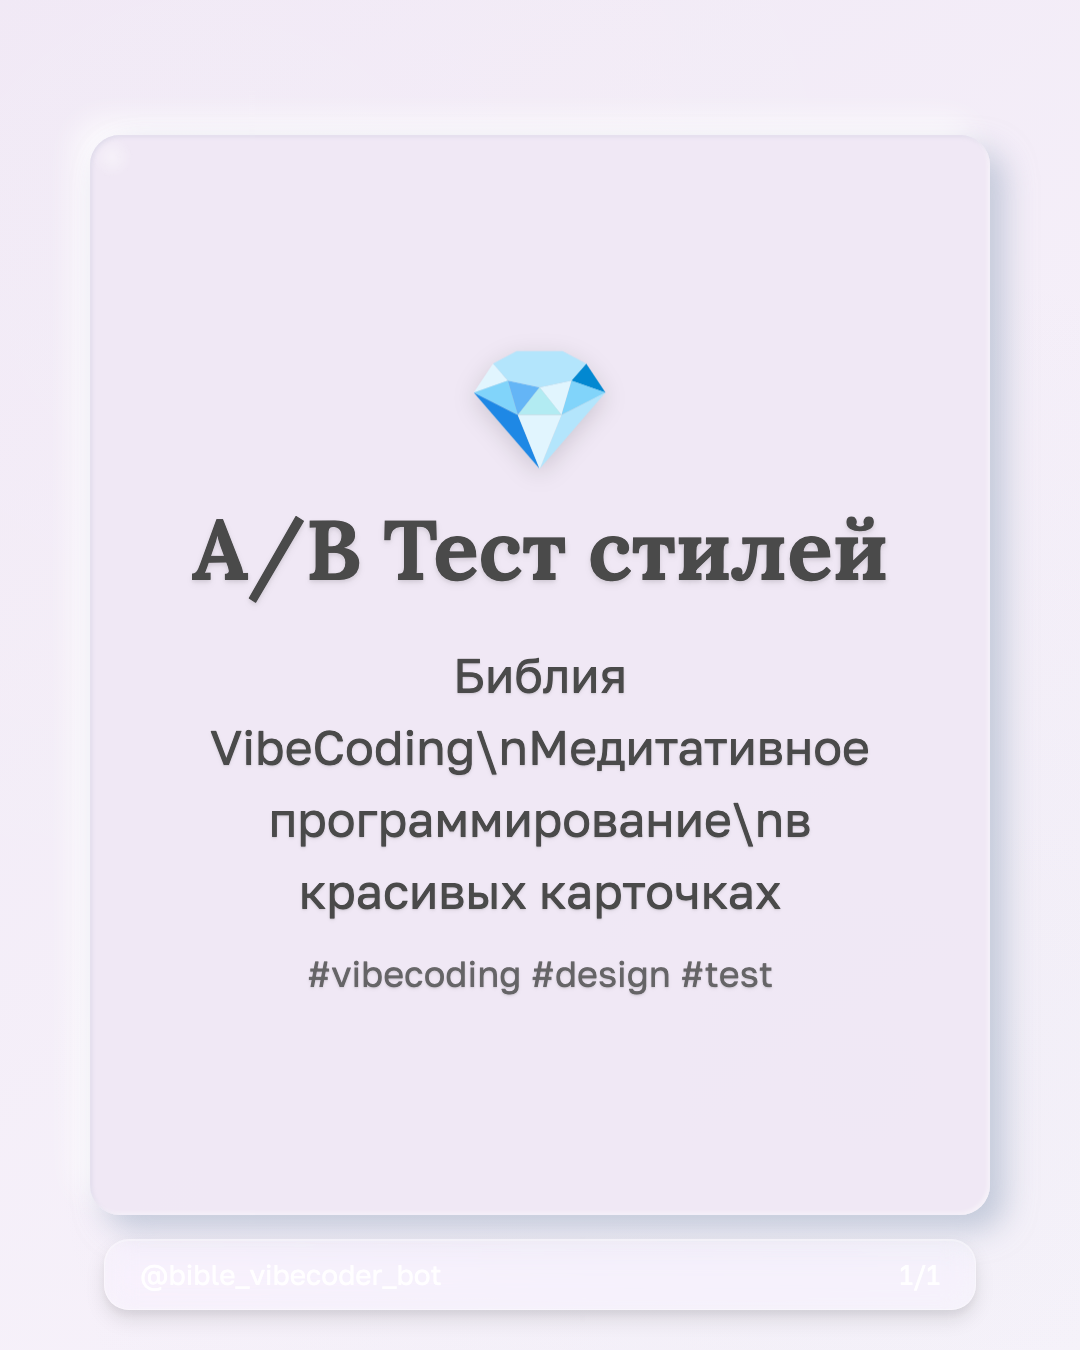 А/В Тест стилей
Библия
VibeCoding\nМедитативное
программирование\nв
красивых карточках
#vibecoding #design #test
@bible_vibecoder_bot
1/1